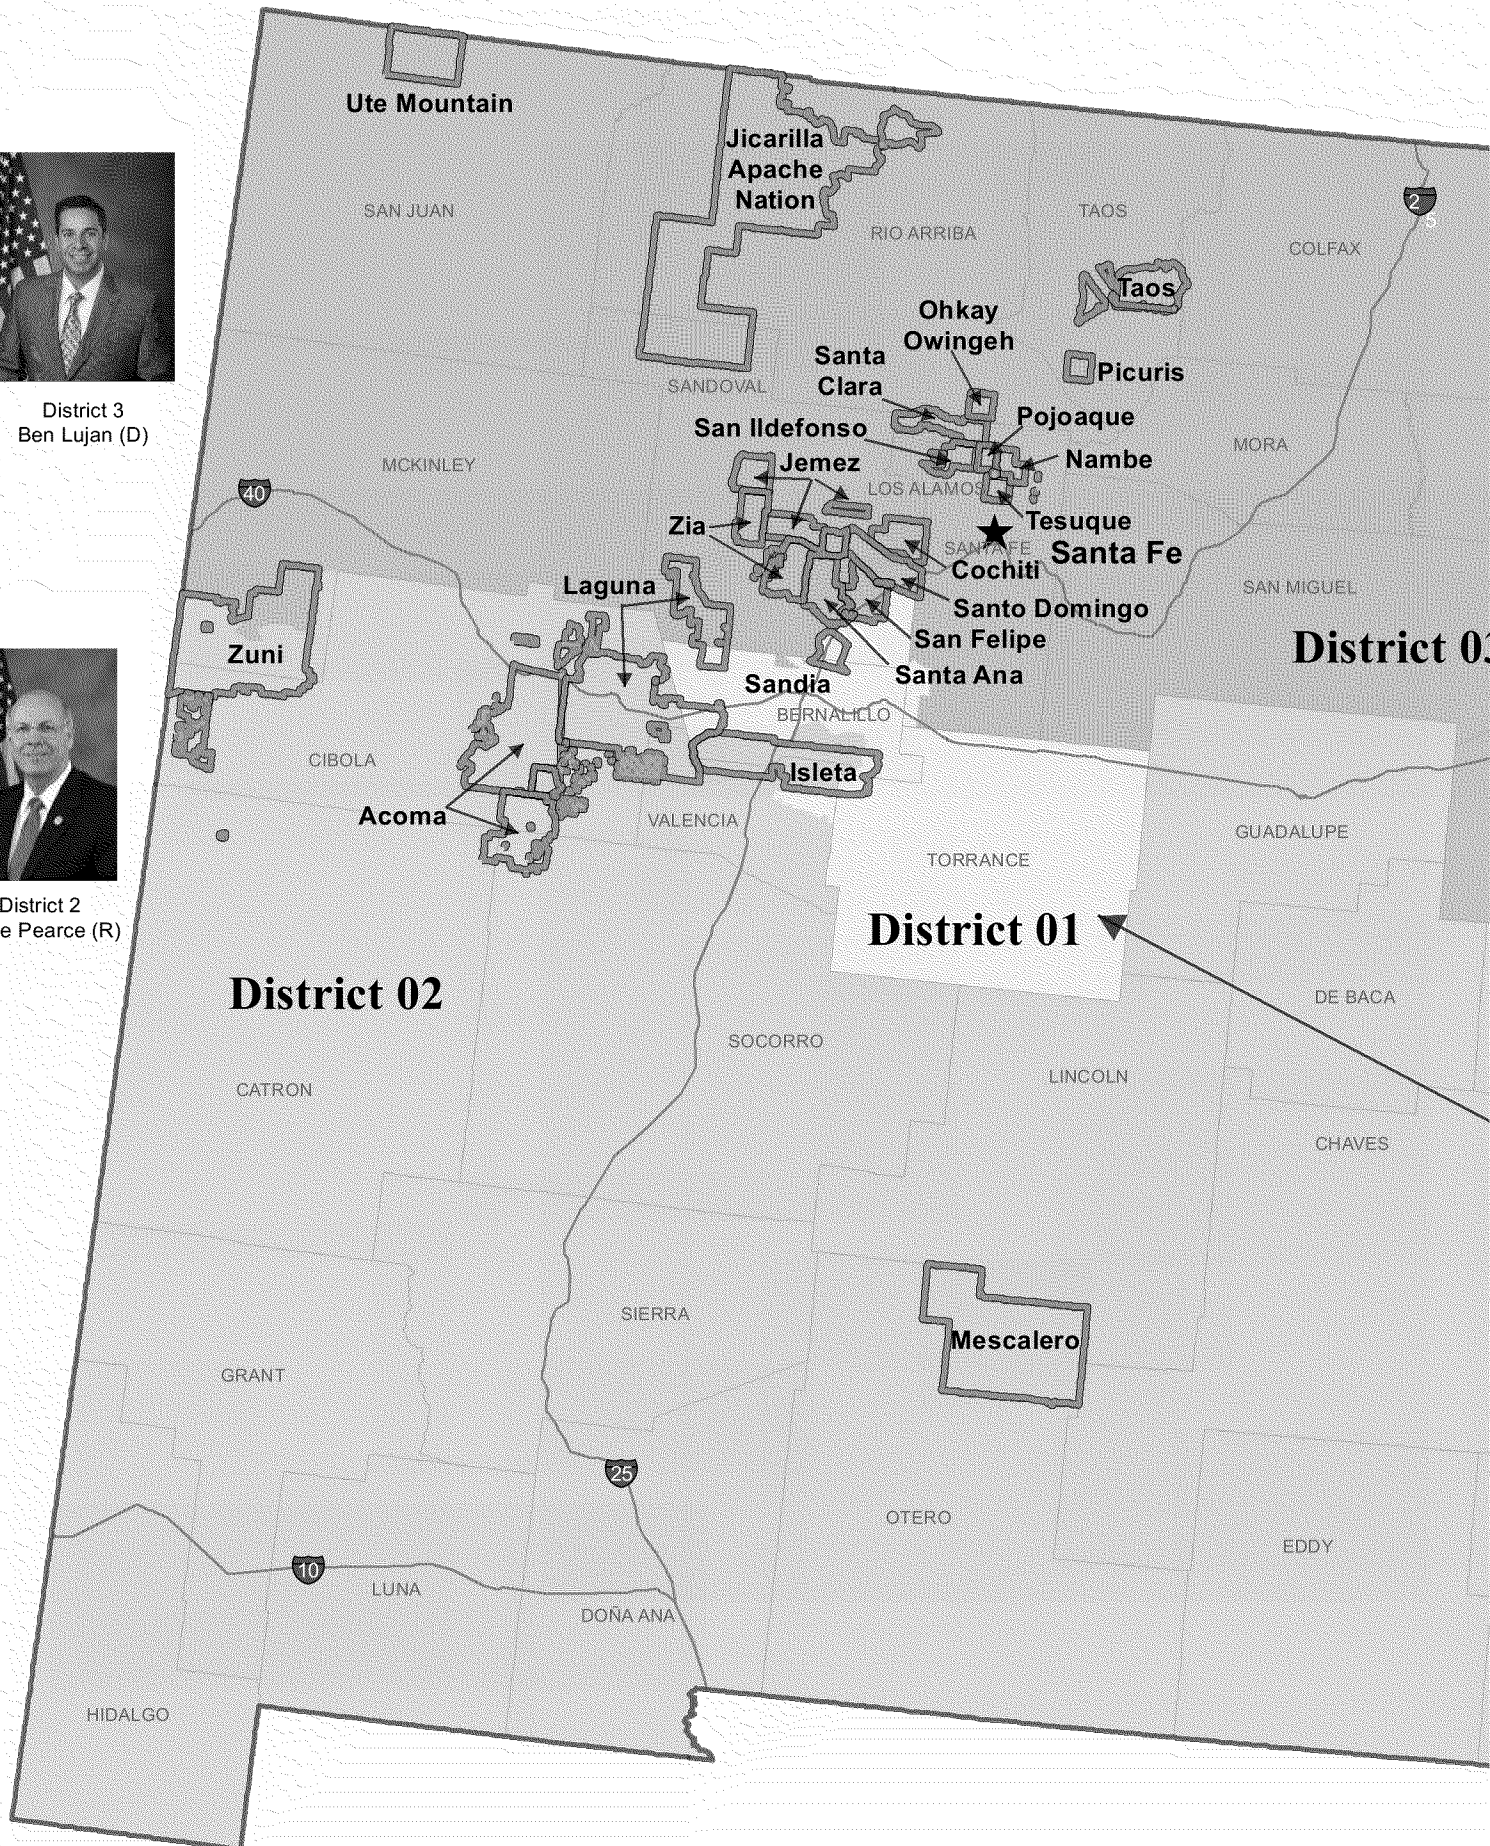 Ute Mountain
Jicarilla
Apache
Nation
SAN JUAN
RIO ARRIBA
TAOS
COLFAX
2
5
Taos
Ohkay
Owingeh
Santa
Clara
Picuris
SANDOVAL
District 3
Ben Lujan (D)
San Ildefonso
Pojoaque
MCKINLEY
Jemez
Nambe
MORA
LOS ALAMOS
40
Zia
Tesuque
SANTA FE
Santa Fe
Cochiti
Laguna
SAN MIGUEL
Santo Domingo
San Felipe
District 03
Zuni
Santa Ana
Sandia
BERNALILLO
CIBOLA
Isleta
Acoma
VALENCIA
GUADALUPE
TORRANCE
District 2
e Pearce (R)
District 01
District 02
DE BACA
SOCORRO
LINCOLN
CATRON
CHAVES
SIERRA
Mescalero
GRANT
25
OTERO
EDDY
10
LUNA
DOÑA ANA
HIDALGO